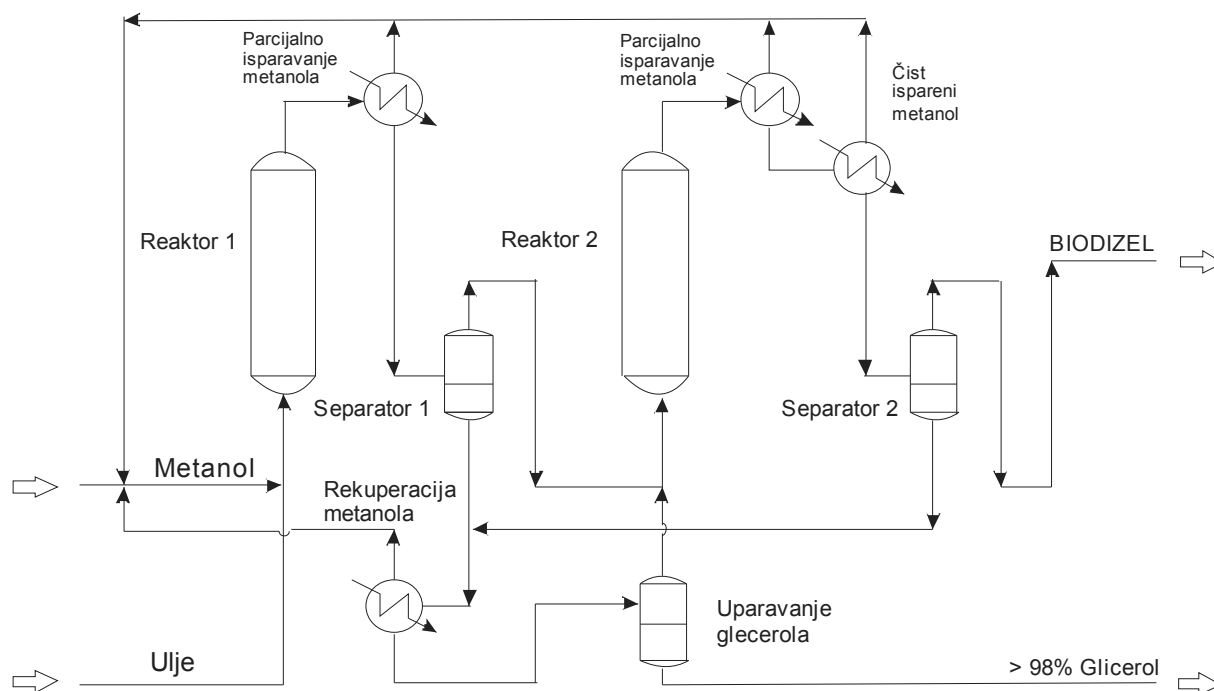 Parcijalno
isparavanje
metanola
Parcijalno
isparavanje
metanola
Čist
ispareni
metanol
Reaktor 1
Reaktor 2
BIODIZEL
Separator 1
Separator 2
Metanol
Rekuperacija
metanola
Uparavanje
glecerola
Ulje
> 98% Glicerol